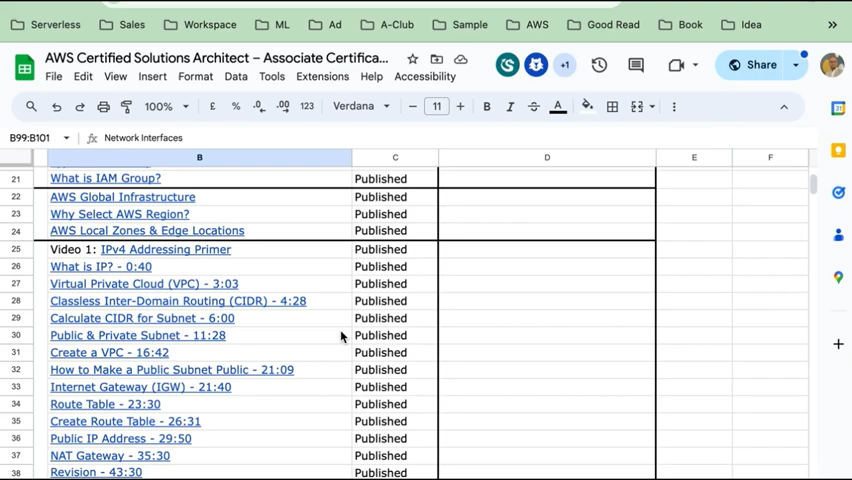 Serverless Sales Workspace ML Ad A-Club Sample AWS Good Read Book Idea »
AWS Certified Solutions Architect – Associate Certifica...
+1
Share
File Edit View Insert Format Data Tools Extensions Help Accessibility
100% £ % .0 .00 123 Verdana − 11 + B I S A
B99:B101 fx Network Interfaces
B C D E F
21 What is IAM Group? Published
22 AWS Global Infrastructure Published
23 Why Select AWS Region? Published
24 AWS Local Zones & Edge Locations Published
25 Video 1: IPv4 Addressing Primer Published
26 What is IP? - 0:40 Published
27 Virtual Private Cloud (VPC) - 3:03 Published
28 Classless Inter-Domain Routing (CIDR) - 4:28 Published
29 Calculate CIDR for Subnet - 6:00 Published
30 Public & Private Subnet - 11:28 Published
31 Create a VPC - 16:42 Published
32 How to Make a Public Subnet Public - 21:09 Published
33 Internet Gateway (IGW) - 21:40 Published
34 Route Table - 23:30 Published
35 Create Route Table - 26:31 Published
36 Public IP Address - 29:50 Published
37 NAT Gateway - 35:30 Published
38 Revision - 43:30 Published